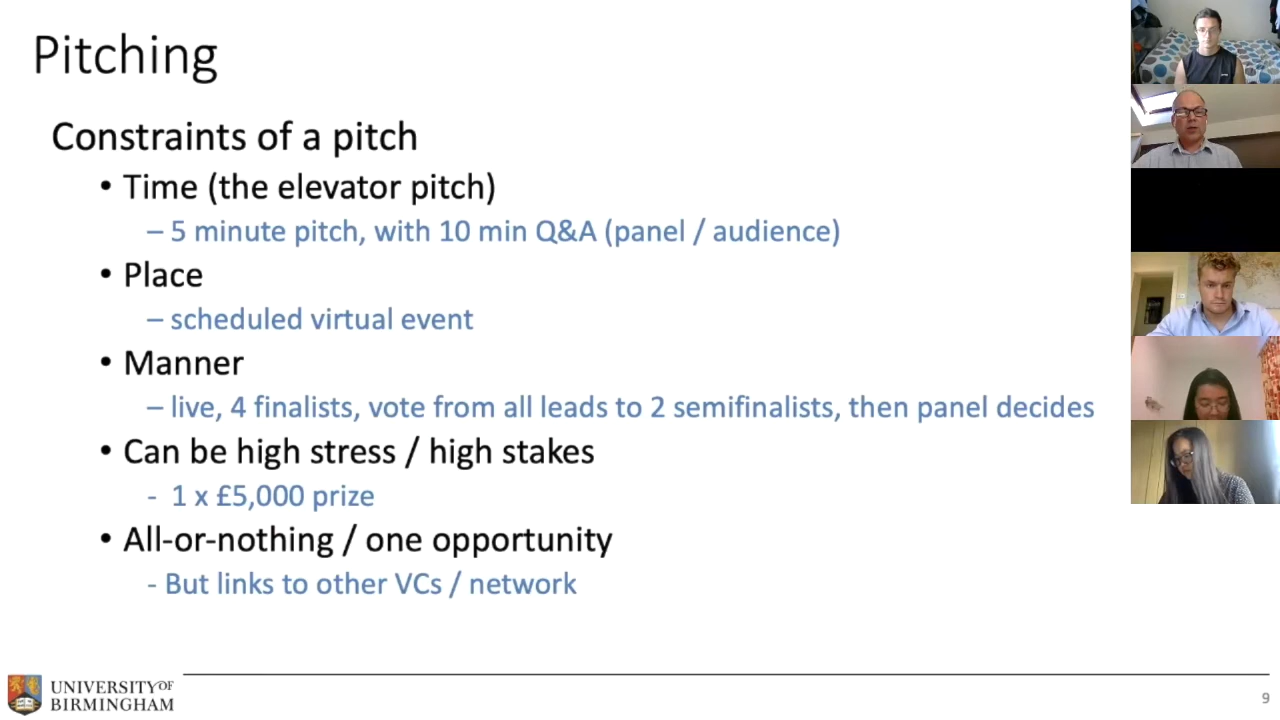 Pitching
Constraints of a pitch
• Time (the elevator pitch)
– 5 minute pitch, with 10 min Q&A (panel / audience)
• Place
– scheduled virtual event
• Manner
– live, 4 finalists, vote from all leads to 2 semifinalists, then panel decides
• Can be high stress / high stakes
- 1 x £5,000 prize
• All-or-nothing / one opportunity
- But links to other VCs / network
UNIVERSITY OF
BIRMINGHAM
9